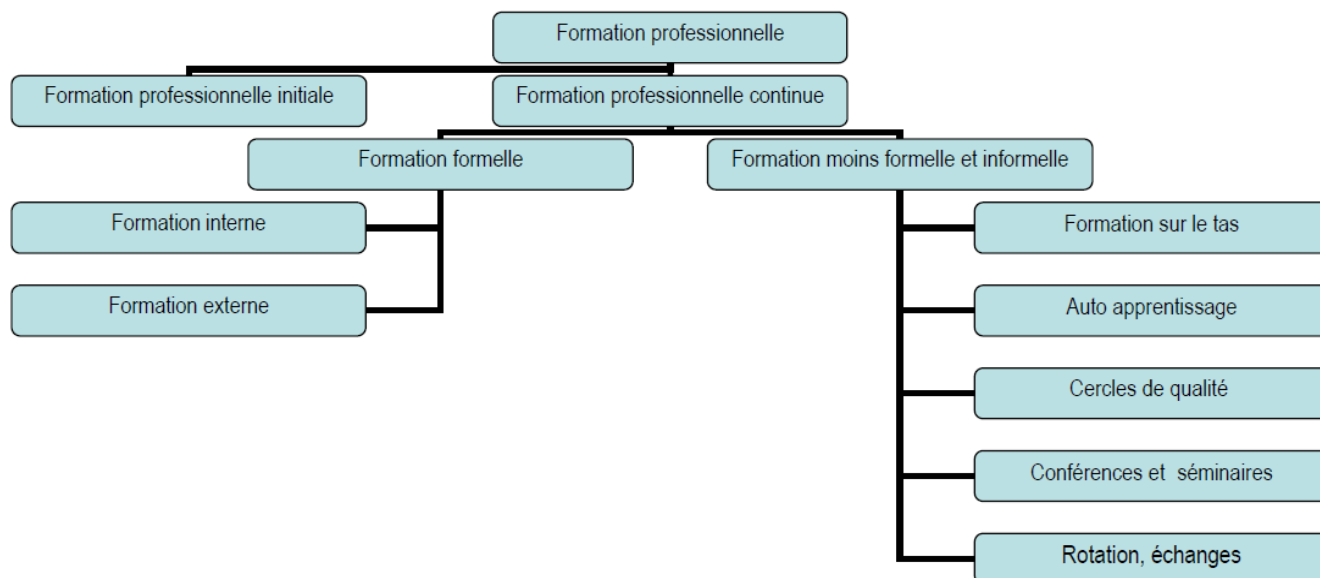 Formation professionnelle
Formation professionnelle initiale
Formation professionnelle continue
Formation formelle
Formation moins formelle et informelle
Formation interne
Formation sur le tas
Formation externe
Auto apprentissage
Cercles de qualité
Conférences et séminaires
Rotation, échanges